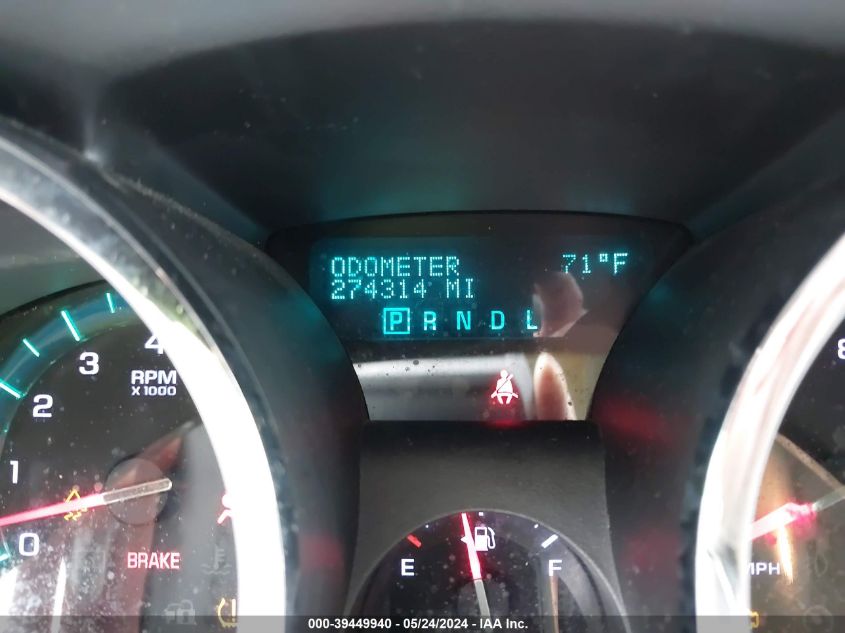 ODOMETER 71°F
274314 MI
P R N D L
4
3
RPM
X1000
2
1
0
BRAKE
E F
8
MPH
000-39449940 - 05/24/2024 - IAA Inc.